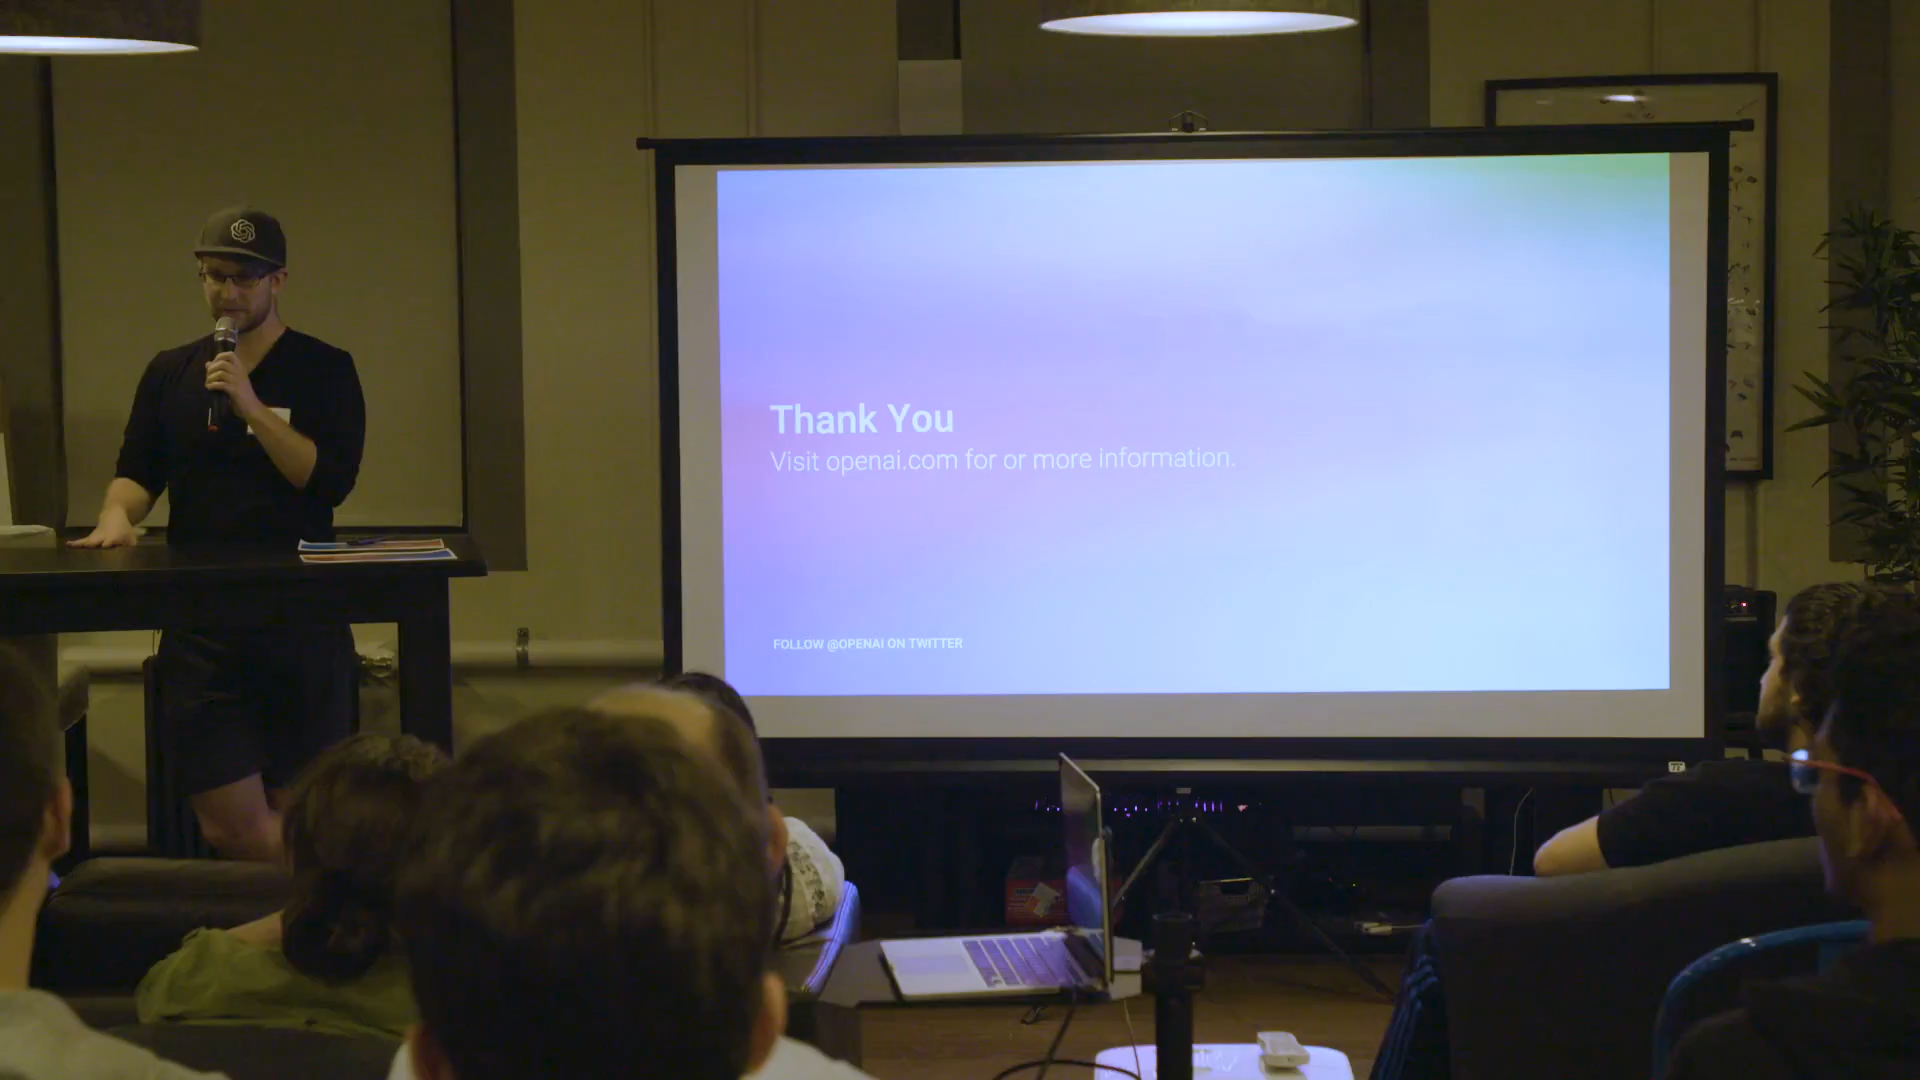 Thank You
Visit openai.com for or more information.
FOLLOW @OPENAI ON TWITTER